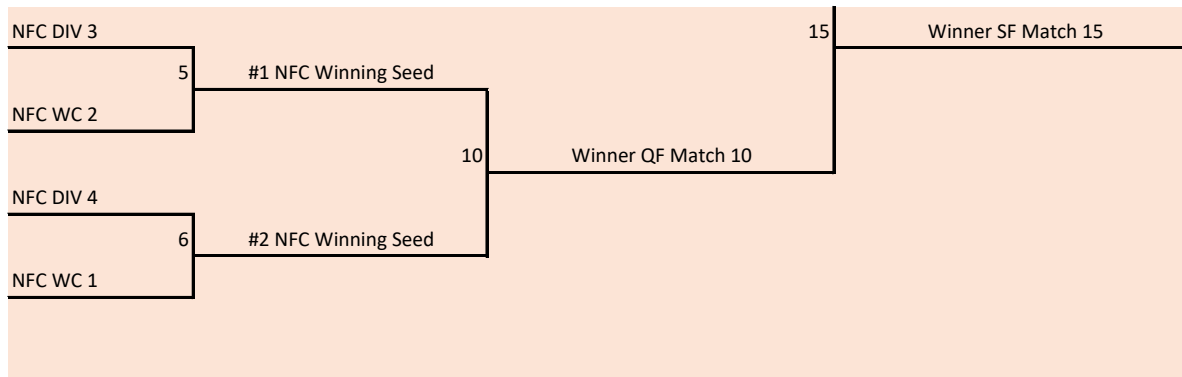 NFC DIV 3
15
Winner SF Match 15
5
#1 NFC Winning Seed
NFC WC 2
10
Winner QF Match 10
NFC DIV 4
6
#2 NFC Winning Seed
NFC WC 1